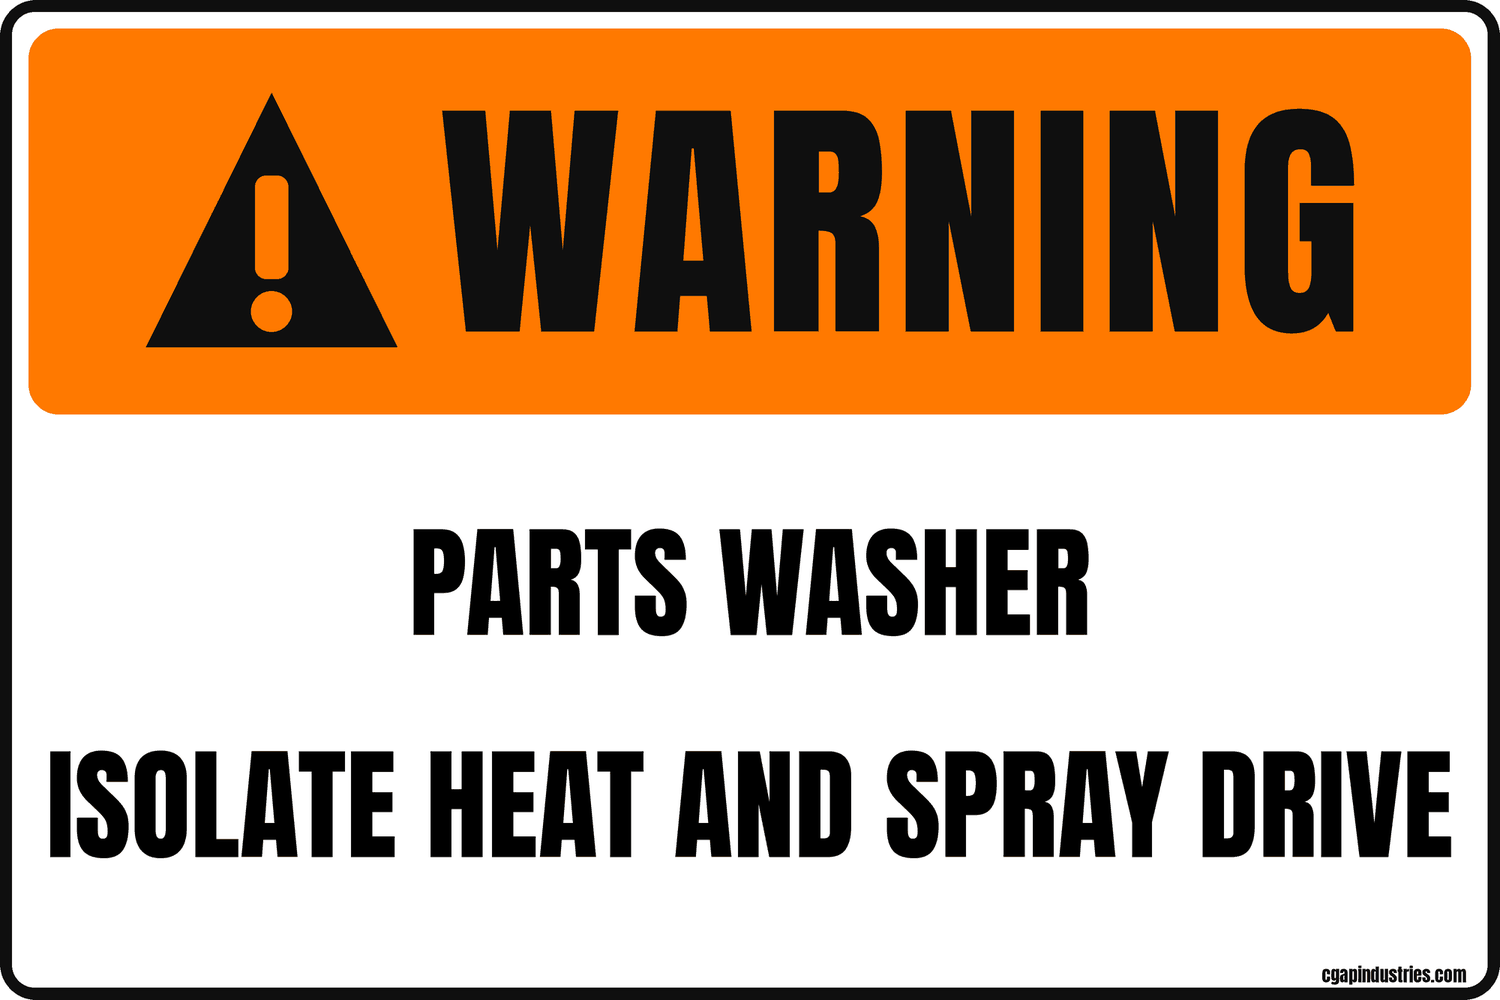 WARNING
PARTS WASHER
ISOLATE HEAT AND SPRAY DRIVE
cgapindustries.com